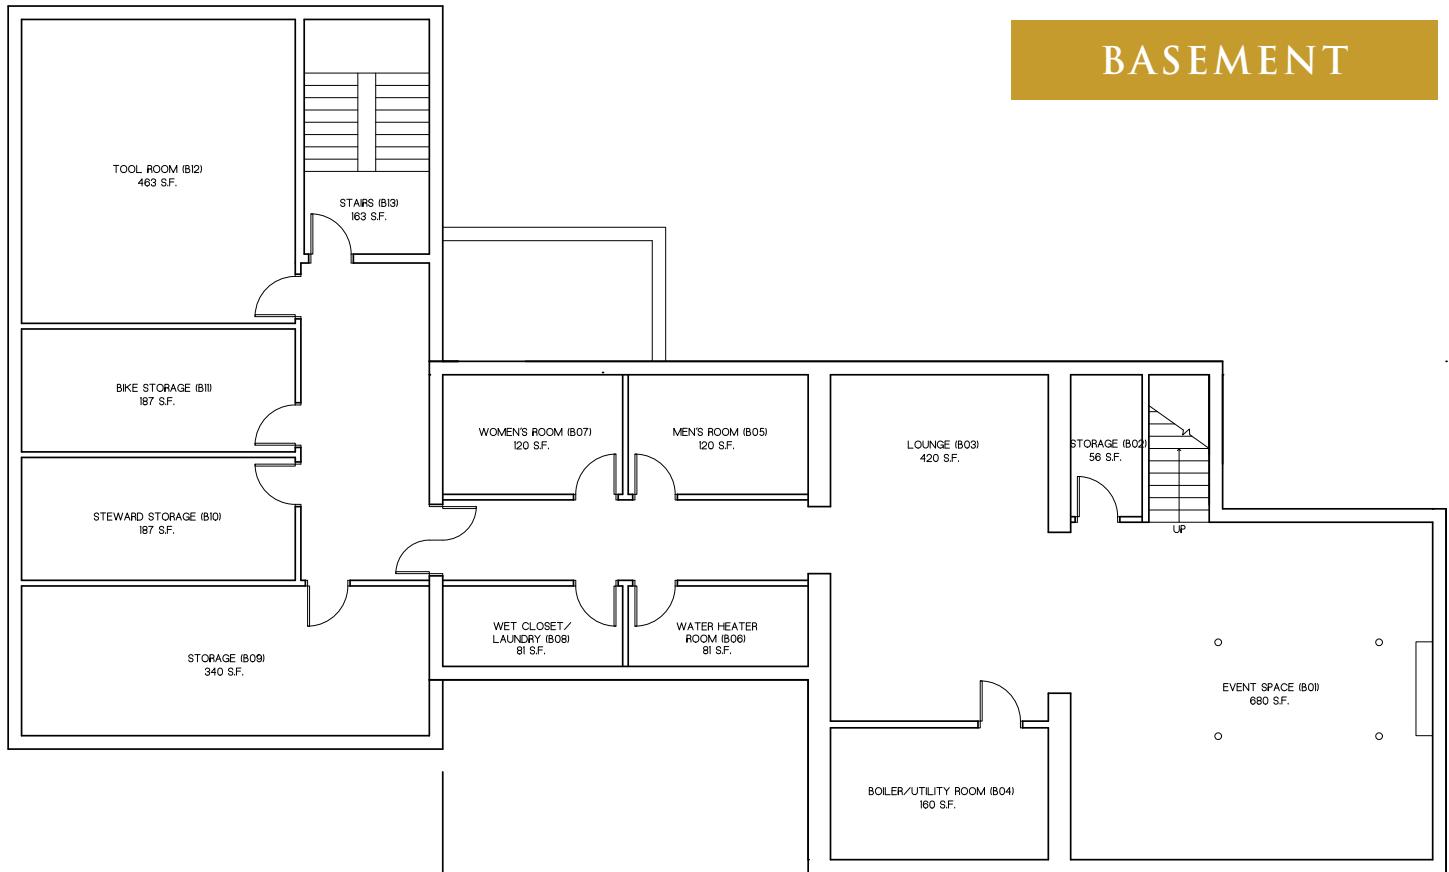 BASEMENT
TOOL ROOM (B12)
463 S.F.
STAIRS (B13)
163 S.F.
BIKE STORAGE (B11)
187 S.F.
WOMEN'S ROOM (B07)
120 S.F.
MEN'S ROOM (B05)
120 S.F.
LOUNGE (B03)
420 S.F.
STORAGE (B02)
56 S.F.
STEWARD STORAGE (B10)
187 S.F.
UP
WET CLOSET/
LAUNDRY (B08)
81 S.F.
WATER HEATER
ROOM (B06)
81 S.F.
STORAGE (B09)
340 S.F.
EVENT SPACE (B01)
680 S.F.
BOILER/UTILITY ROOM (B04)
160 S.F.